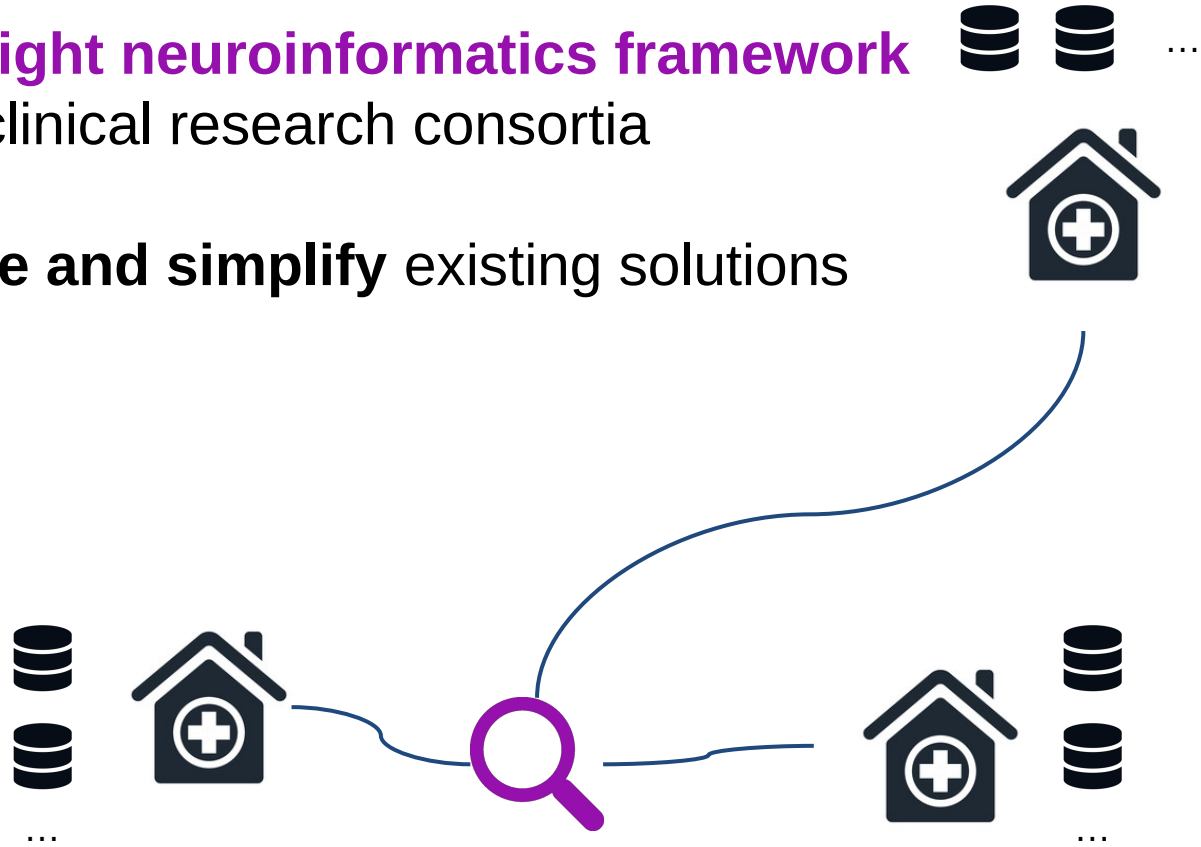 ight neuroinformatics framework
...
clinical research consortia
e and simplify existing solutions
...
...